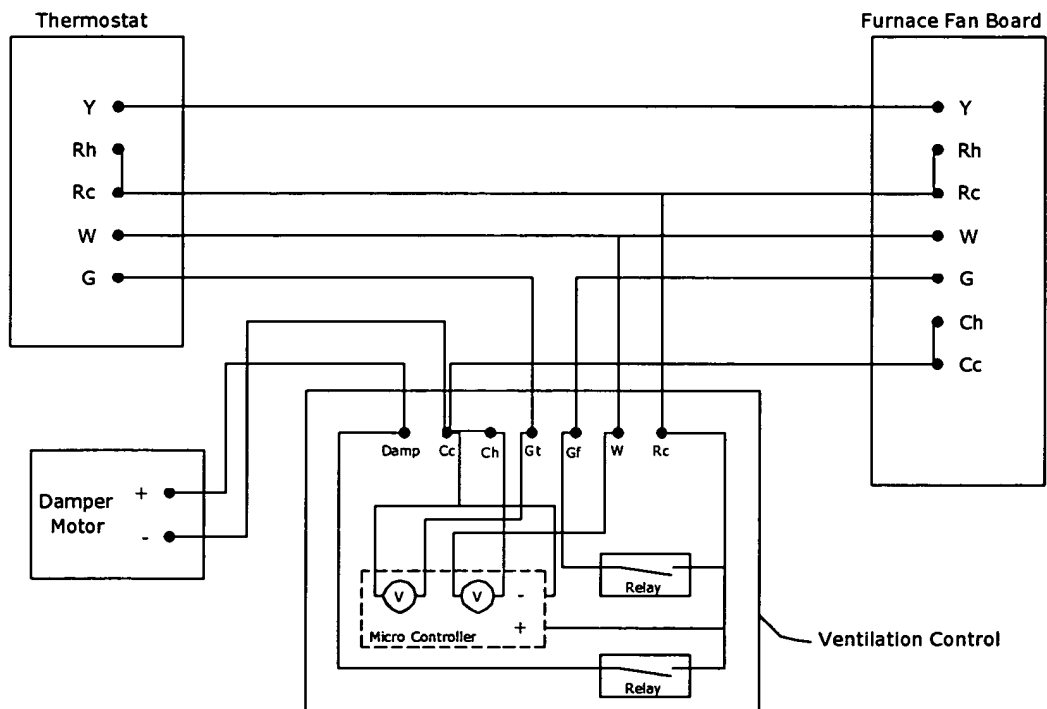 Thermostat
Furnace Fan Board
Y
Rh
Rc
W
G
Y
Rh
Rc
W
G
Ch
Cc
Damp Cc Ch Gt Gf W Rc
Damper
Motor
+
-
V
V
-
+
Micro Controller
Relay
Relay
Ventilation Control